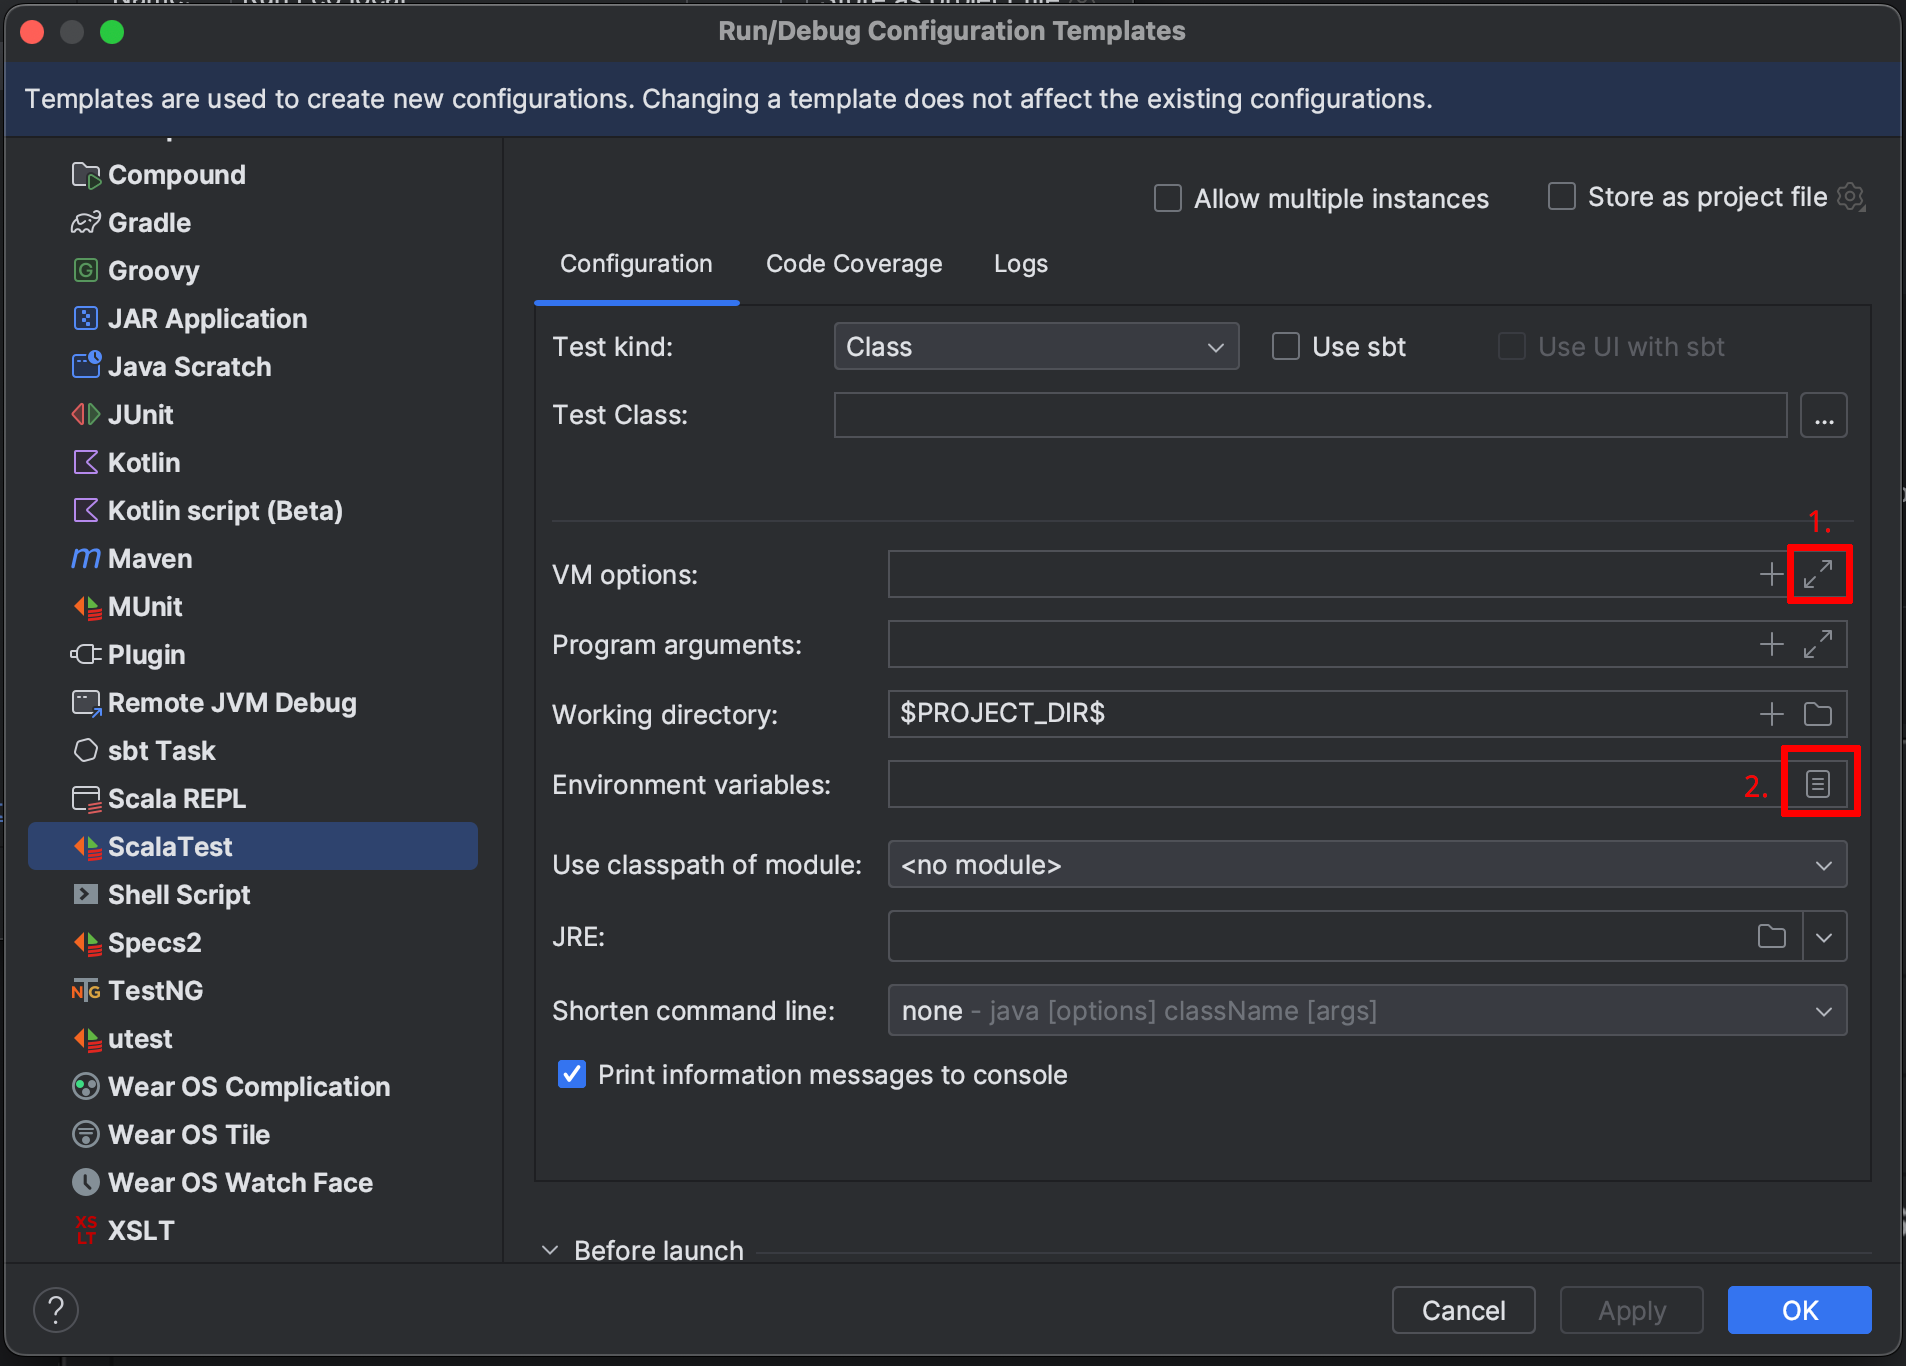 Run/Debug Configuration Templates
Templates are used to create new configurations. Changing a template does not affect the existing configurations.
Compound
Gradle
Groovy
JAR Application
Java Scratch
JUnit
Kotlin
Kotlin script (Beta)
Maven
MUnit
Plugin
Remote JVM Debug
sbt Task
Scala REPL
ScalaTest
Shell Script
Specs2
TestNG
utest
Wear OS Complication
Wear OS Tile
Wear OS Watch Face
XSLT
Allow multiple instances Store as project file
Configuration Code Coverage Logs
Test kind: Class Use sbt Use UI with sbt
Test Class: ...
1.
VM options:
Program arguments:
Working directory: $PROJECT_DIR$
Environment variables: 2.
Use classpath of module: <no module>
JRE:
Shorten command line: none - java [options] className [args]
Print information messages to console
Before launch
? Cancel Apply OK